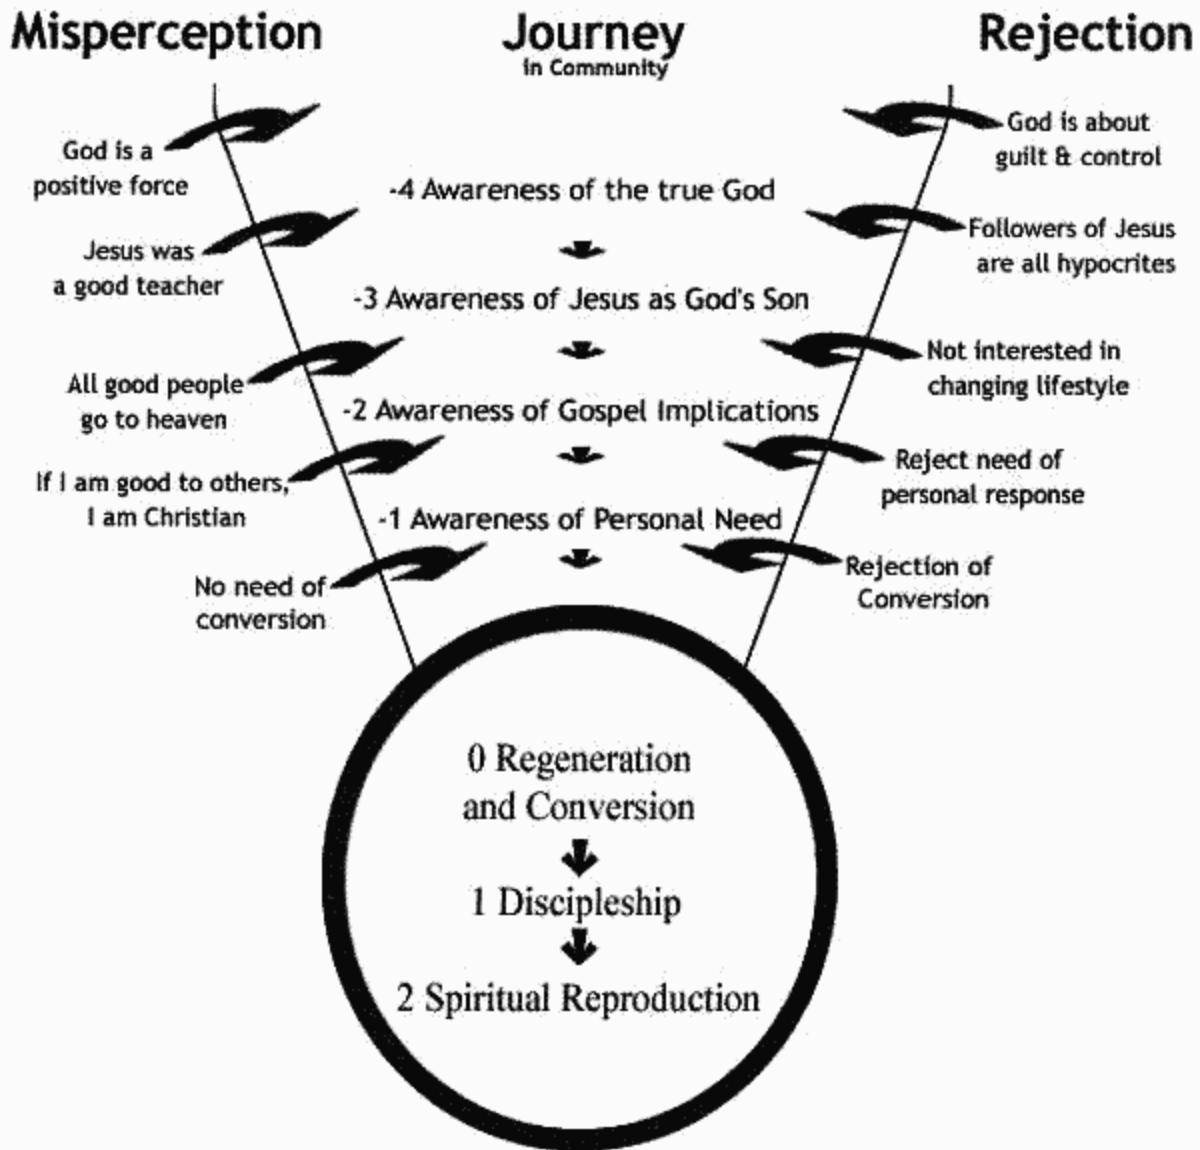 Misperception
Journey
in Community
Rejection
God is a
positive force
God is about
guilt & control
-4 Awareness of the true God
Jesus was
a good teacher
Followers of Jesus
are all hypocrites
-3 Awareness of Jesus as God's Son
All good people
go to heaven
Not interested in
changing lifestyle
-2 Awareness of Gospel Implications
If I am good to others,
I am Christian
Reject need of
personal response
-1 Awareness of Personal Need
No need of
conversion
Rejection of
Conversion
0 Regeneration
and Conversion
1 Discipleship
2 Spiritual Reproduction